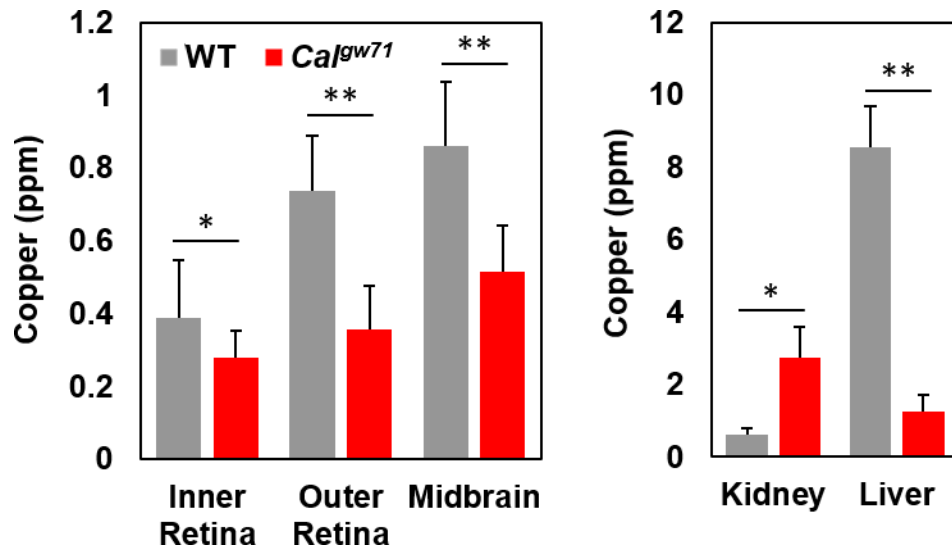 Copper (ppm)
1.2
1
0.8
0.6
0.4
0.2
0
WT Cal^gw71
*
**
**
Inner Retina
Outer Retina
Midbrain
Copper (ppm)
12
10
8
6
4
2
0
*
**
Kidney
Liver